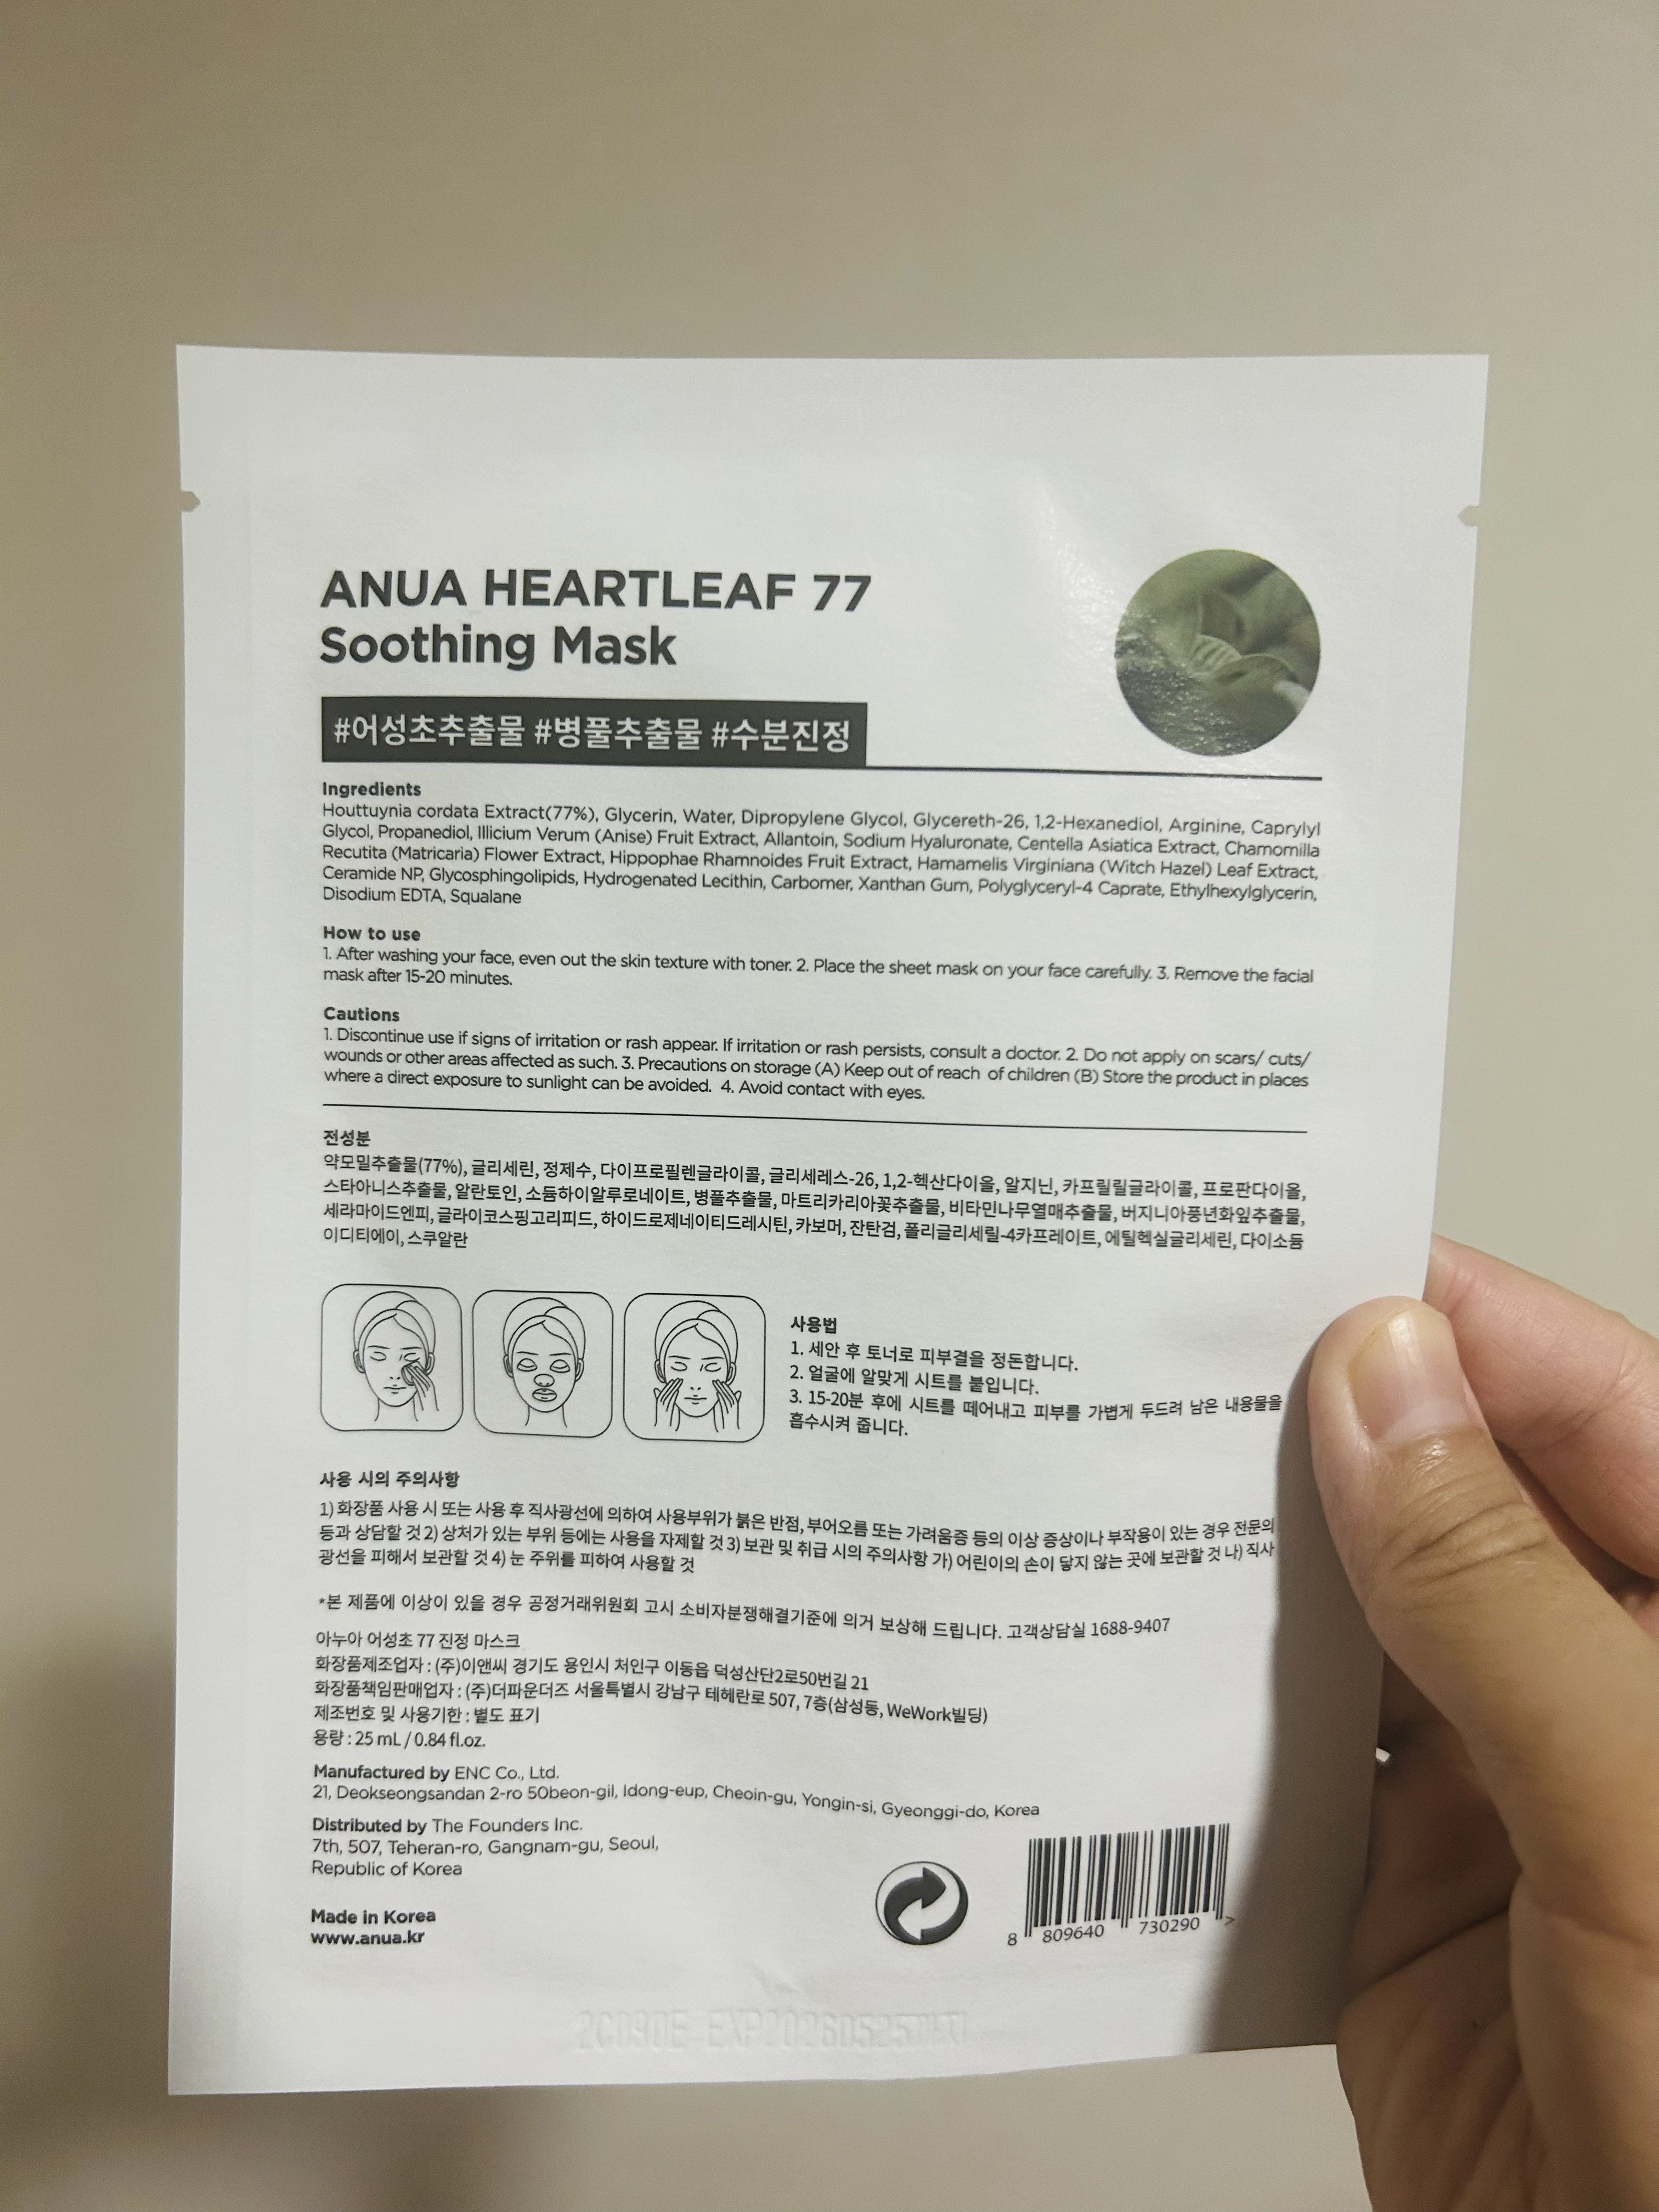 ANUA HEARTLEAF 77
Soothing Mask
#어성초추출물 #병풀추출물 #수분진정
Ingredients
Houttuynia cordata Extract(77%), Glycerin, Water, Dipropylene Glycol, Glycereth-26, 1,2-Hexanediol, Arginine, Caprylyl
Glycol, Propanediol, Illicium Verum (Anise) Fruit Extract, Allantoin, Sodium Hyaluronate, Centella Asiatica Extract, Chamomilla
Recutita (Matricaria) Flower Extract, Hippophae Rhamnoides Fruit Extract, Hamamelis Virginiana (Witch Hazel) Leaf Extract,
Ceramide NP, Glycosphingolipids, Hydrogenated Lecithin, Carbomer, Xanthan Gum, Polyglyceryl-4 Caprate, Ethylhexylglycerin,
Disodium EDTA, Squalane
How to use
1. After washing your face, even out the skin texture with toner. 2. Place the sheet mask on your face carefully. 3. Remove the facial
mask after 15-20 minutes.
Cautions
1. Discontinue use if signs of irritation or rash appear. If irritation or rash persists, consult a doctor. 2. Do not apply on scars/ cuts/
wounds or other areas affected as such. 3. Precautions on storage (A) Keep out of reach of children (B) Store the product in places
where a direct exposure to sunlight can be avoided. 4. Avoid contact with eyes.
전성분
약모밀추출물(77%), 글리세린, 정제수, 다이프로필렌글라이콜, 글리세레스-26, 1,2-헥산다이올, 알지닌, 카프릴릴글라이콜, 프로판다이올,
스타아니스추출물, 알란토인, 소듐하이알루로네이트, 병풀추출물, 마트리카리아꽃추출물, 비타민나무열매추출물, 버지니아풍년화잎추출물,
세라마이드엔피, 글라이코스핑고리피드, 하이드로제네이티드레시틴, 카보머, 잔탄검, 폴리글리세릴-4카프레이트, 에틸헥실글리세린, 다이소듐
이디티에이, 스쿠알란
사용법
1. 세안 후 토너로 피부결을 정돈합니다.
2. 얼굴에 알맞게 시트를 붙입니다.
3. 15-20분 후에 시트를 떼어내고 피부를 가볍게 두드려 남은 내용물을
흡수시켜 줍니다.
사용 시의 주의사항
1) 화장품 사용 시 또는 사용 후 직사광선에 의하여 사용부위가 붉은 반점, 부어오름 또는 가려움증 등의 이상 증상이나 부작용이 있는 경우 전문의
등과 상담할 것 2) 상처가 있는 부위 등에는 사용을 자제할 것 3) 보관 및 취급 시의 주의사항 가) 어린이의 손이 닿지 않는 곳에 보관할 것 나) 직사
광선을 피해서 보관할 것 4) 눈 주위를 피하여 사용할 것
*본 제품에 이상이 있을 경우 공정거래위원회 고시 소비자분쟁해결기준에 의거 보상해 드립니다. 고객상담실 1688-9407
아누아 어성초 77 진정 마스크
화장품제조업자 : (주)이앤씨 경기도 용인시 처인구 이동읍 덕성산단2로50번길 21
화장품책임판매업자 : (주)더파운더즈 서울특별시 강남구 테헤란로 507, 7층(삼성동, WeWork빌딩)
제조번호 및 사용기한 : 별도 표기
용량 : 25 mL / 0.84 fl.oz.
Manufactured by ENC Co., Ltd.
21, Deokseongsandan 2-ro 50beon-gil, Idong-eup, Cheoin-gu, Yongin-si, Gyeonggi-do, Korea
Distributed by The Founders Inc.
7th, 507, Teheran-ro, Gangnam-gu, Seoul,
Republic of Korea
Made in Korea
www.anua.kr
8 809640 730290 >
2C090E EXP20260525까지